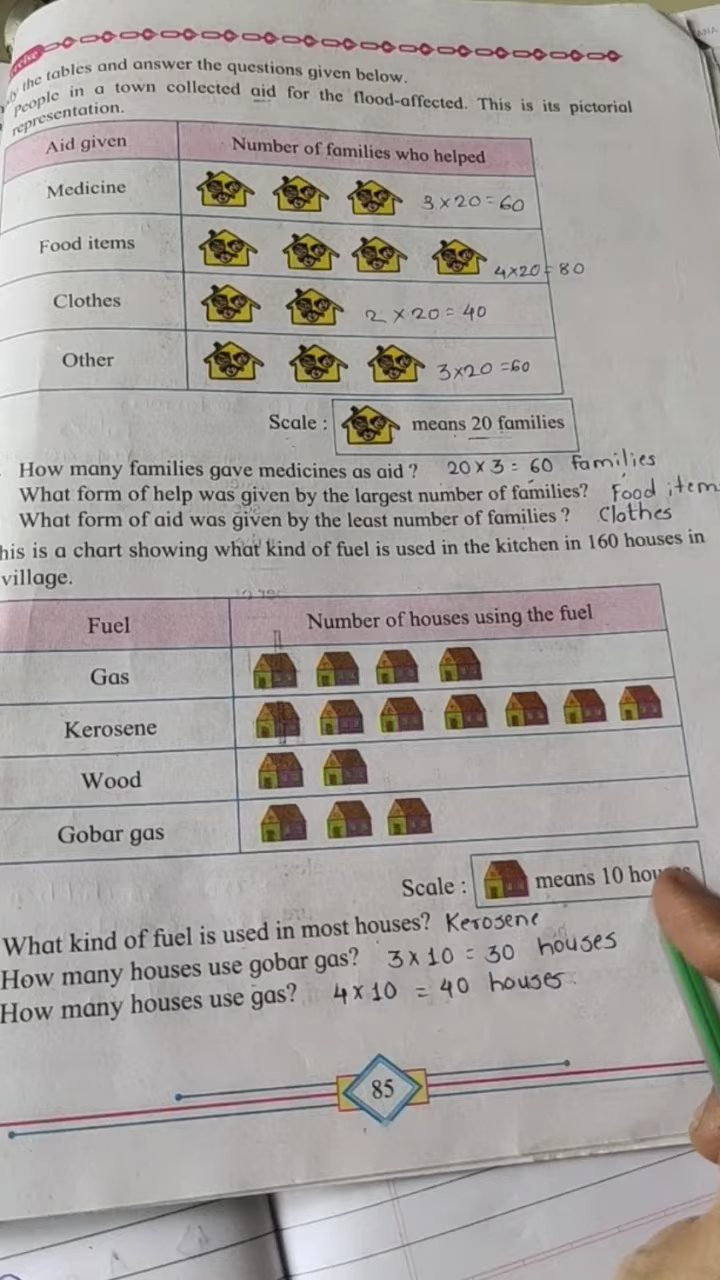 the tables and answer the questions given below.
People in a town collected aid for the flood-affected. This is its pictorial
representation.
Aid given Number of families who helped
Medicine 3 x 20 = 60
Food items 4x20 = 80
Clothes 2 x 20 = 40
Other 3x20 =60
Scale : means 20 families
How many families gave medicines as aid ? 20 x 3 = 60 families
What form of help was given by the largest number of families? Food item
What form of aid was given by the least number of families ? Clothes
his is a chart showing what kind of fuel is used in the kitchen in 160 houses in
village.
Fuel Number of houses using the fuel
Gas
Kerosene
Wood
Gobar gas
Scale : means 10
What kind of fuel is used in most houses? Kerosene
How many houses use gobar gas? 3 x 10 = 30 houses
How many houses use gas? 4 x 10 = 40 houses.
85